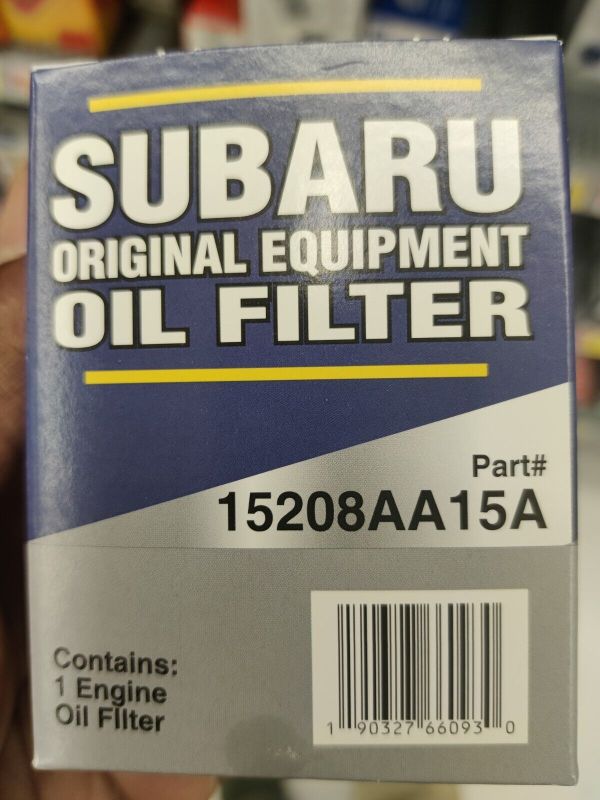 SUBARU
ORIGINAL EQUIPMENT
OIL FILTER
Part#
15208AA15A
Contains:
1 Engine
Oil FIlter
1 90327 66093 0